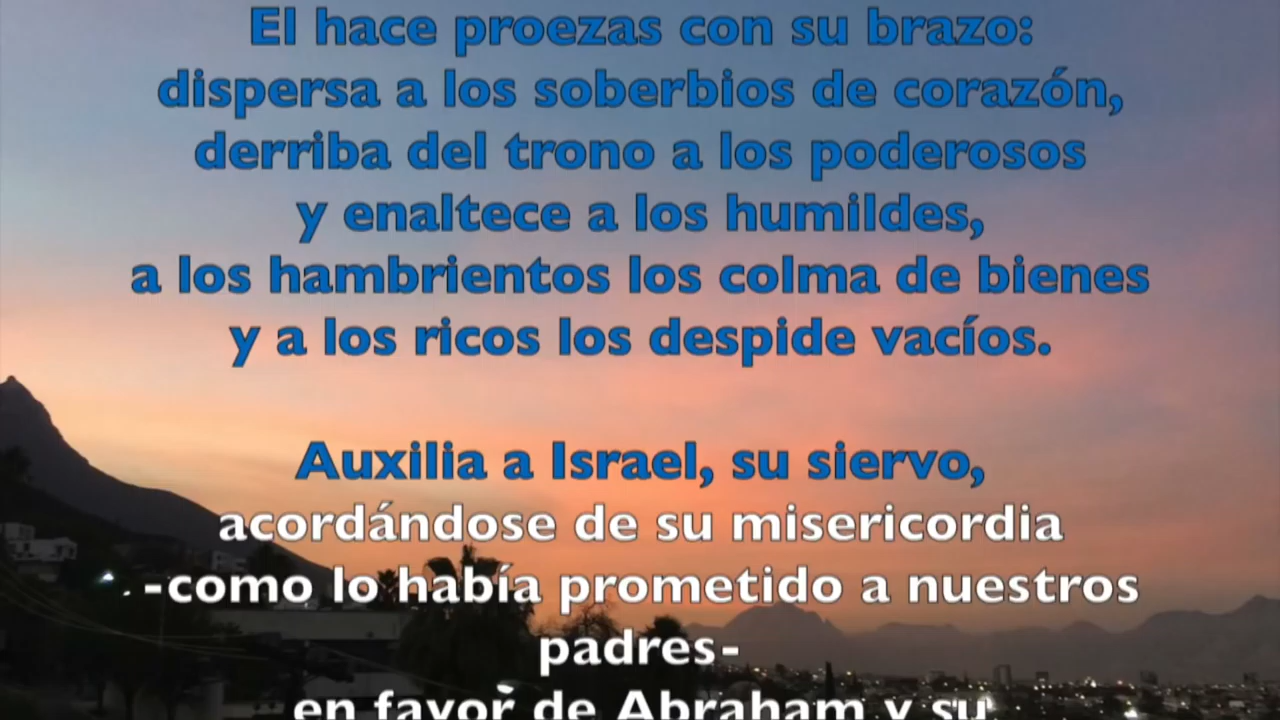 El hace proezas con su brazo:
dispersa a los soberbios de corazón,
derriba del trono a los poderosos
y enaltece a los humildes,
a los hambrientos los colma de bienes
y a los ricos los despide vacíos.
Auxilia a Israel, su siervo,
acordándose de su misericordia
-como lo había prometido a nuestros
padres-
en favor de Abraham y su